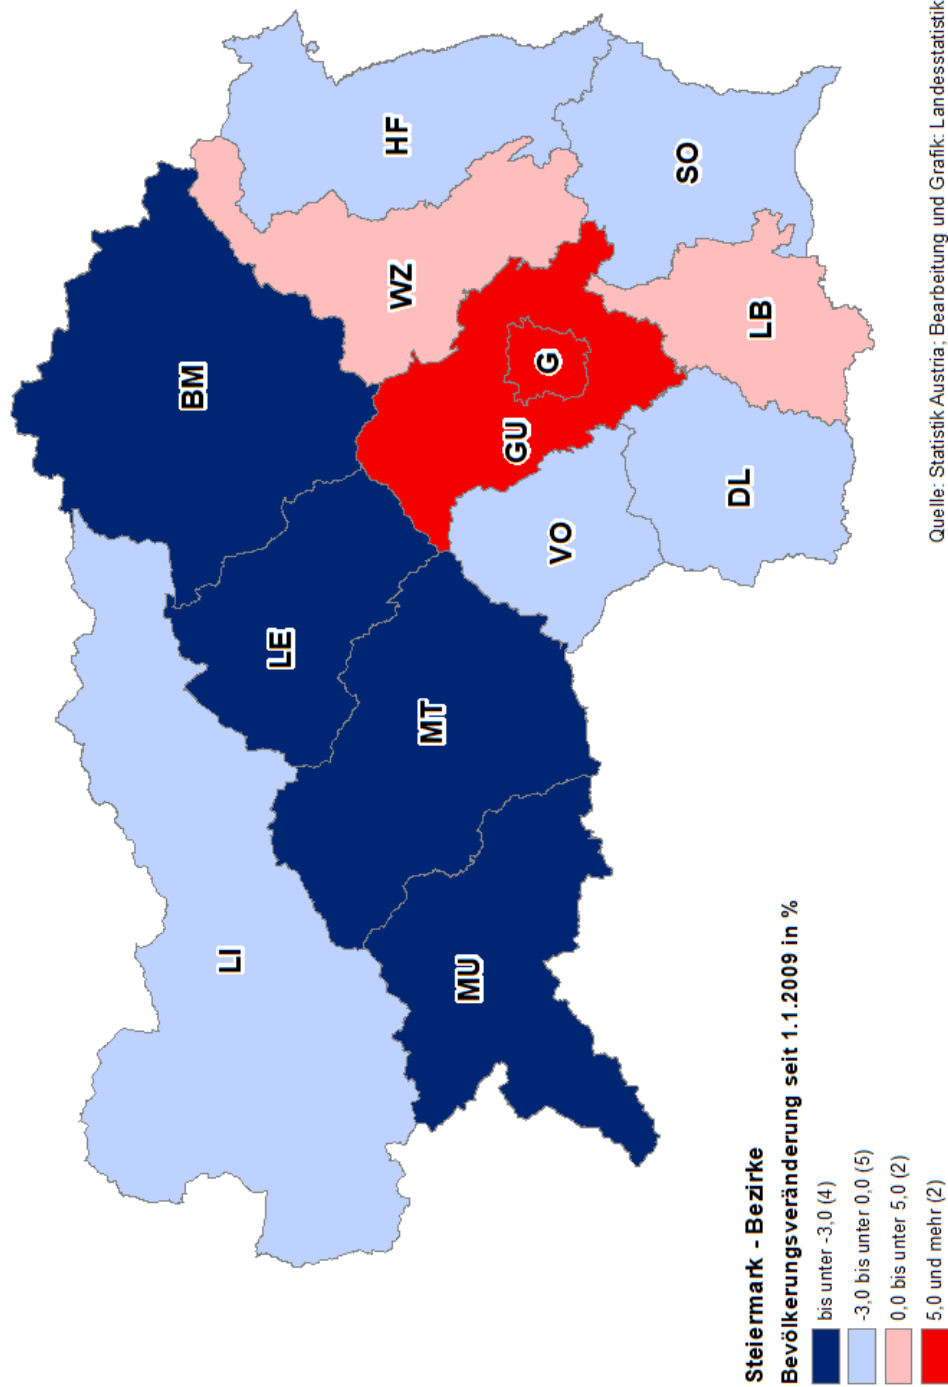 LI
BM
LE
MU
MT
WZ
HF
GU
G
VO
DL
LB
SO
Steiermark - Bezirke
Bevölkerungsveränderung seit 1.1.2009 in %
bis unter -3,0 (4)
-3,0 bis unter 0,0 (5)
0,0 bis unter 5,0 (2)
5,0 und mehr (2)
Quelle: Statistik Austria; Bearbeitung und Grafik: Landesstatistik